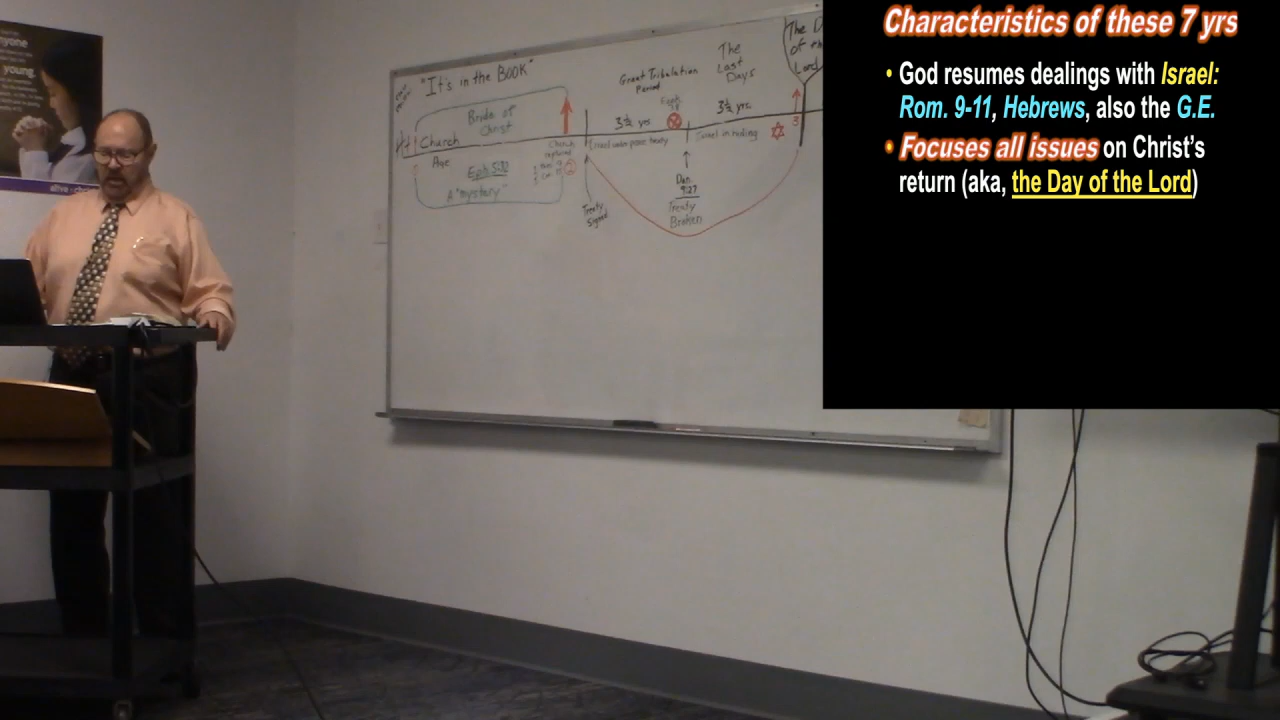 Characteristics of these 7 yrs
• God resumes dealings with Israel:
Rom. 9-11, Hebrews, also the G.E.
• Focuses all issues on Christ's
return (aka, the Day of the Lord)
"It's in the BOOK"
Bride of
Christ
Church
Age
Eph 5:30
A "mystery"
Church
raptured
Great Tribulation
Period
3½ yrs
Israel under peace treaty
Treaty
Signed
Dan.
9:27
Treaty
Broken
The
Last
Days
3½ yrs.
Israel in hiding
The
Lord
young.